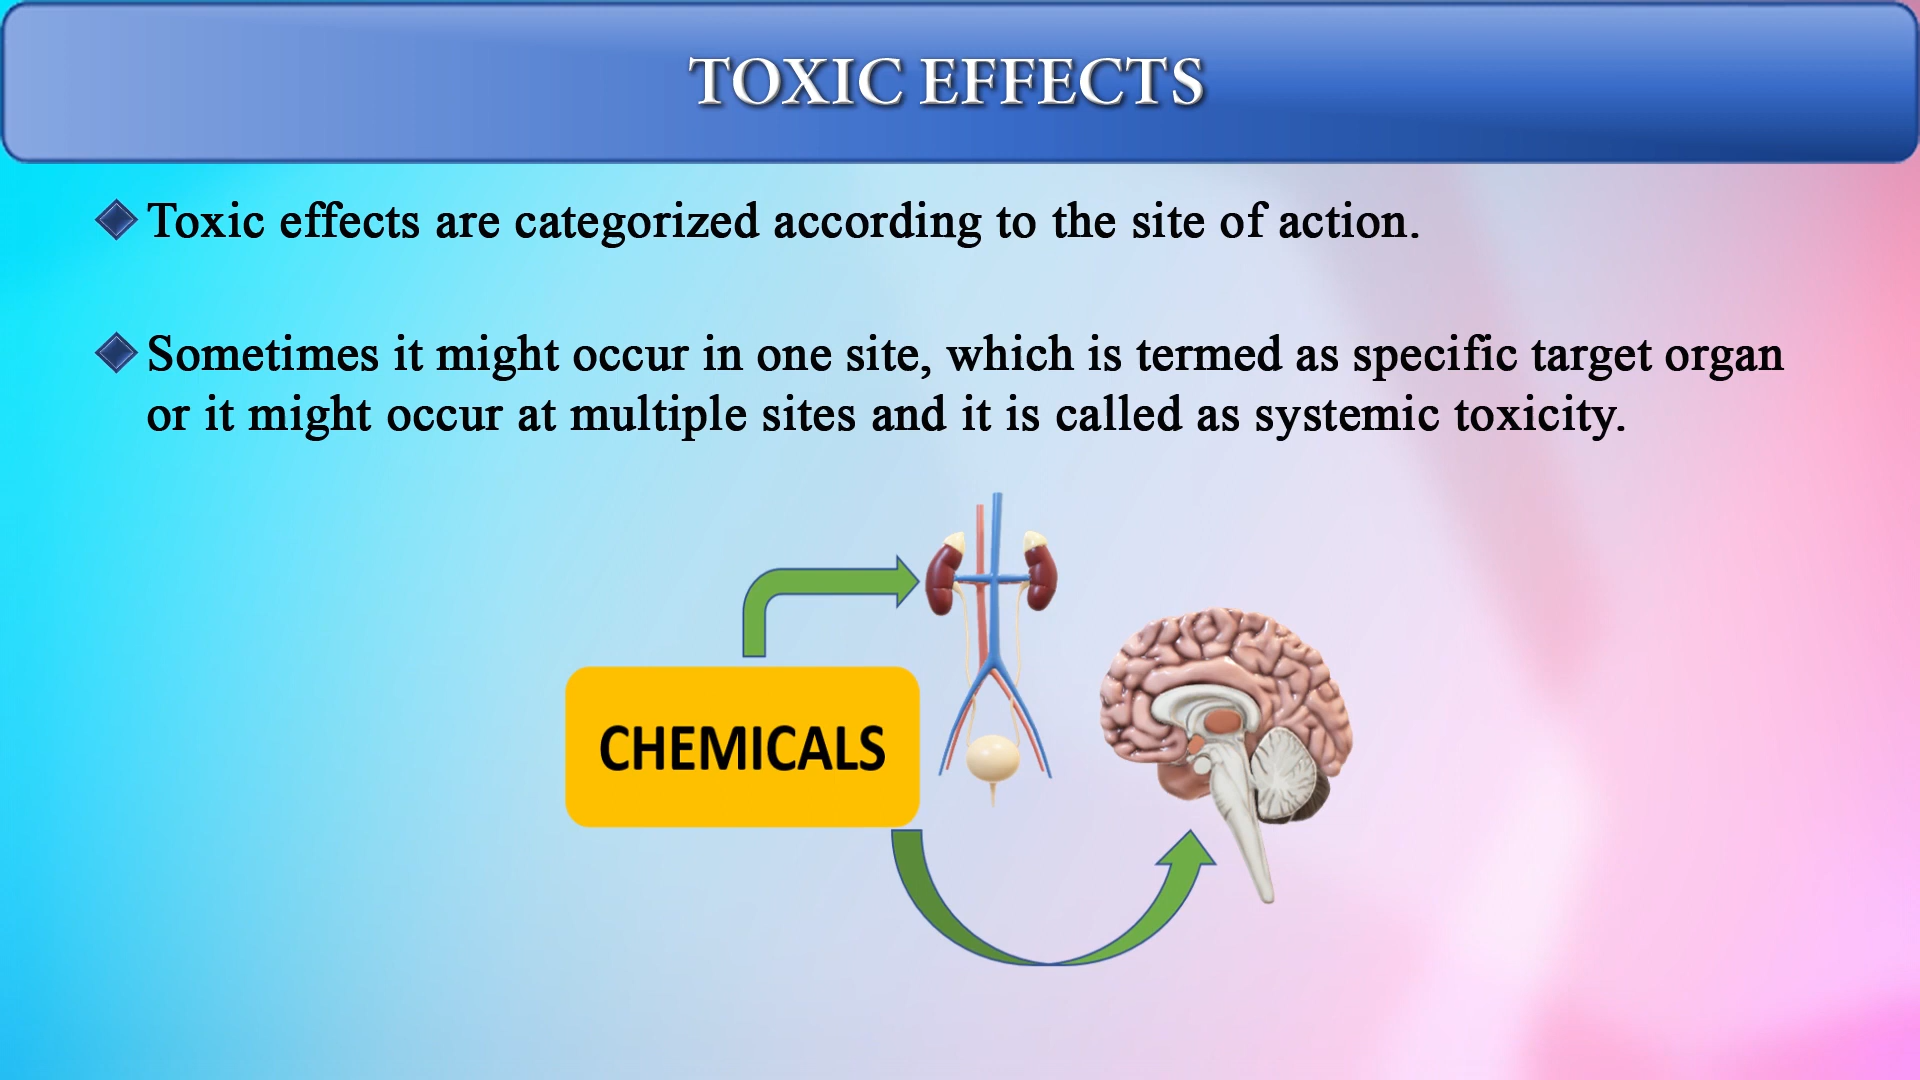 TOXIC EFFECTS
Toxic effects are categorized according to the site of action.
Sometimes it might occur in one site, which is termed as specific target organ
or it might occur at multiple sites and it is called as systemic toxicity.
CHEMICALS